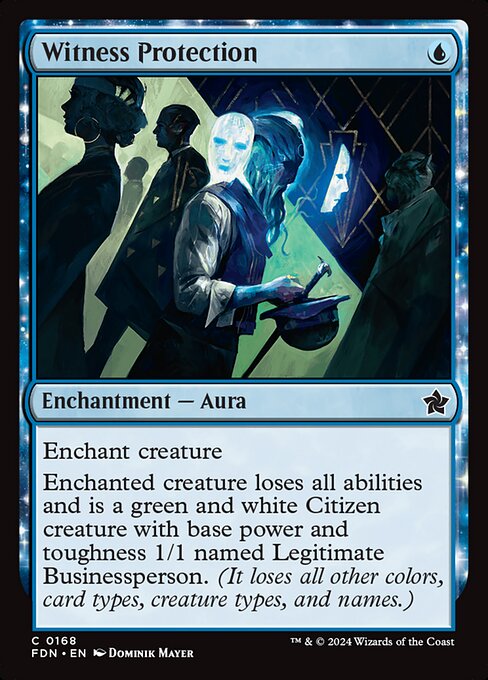 Witness Protection
Enchantment — Aura
Enchant creature
Enchanted creature loses all abilities
and is a green and white Citizen
creature with base power and
toughness 1/1 named Legitimate
Businessperson. (It loses all other colors,
card types, creature types, and names.)
C 0168
FDN • EN Dominik Mayer
™ & © 2024 Wizards of the Coast